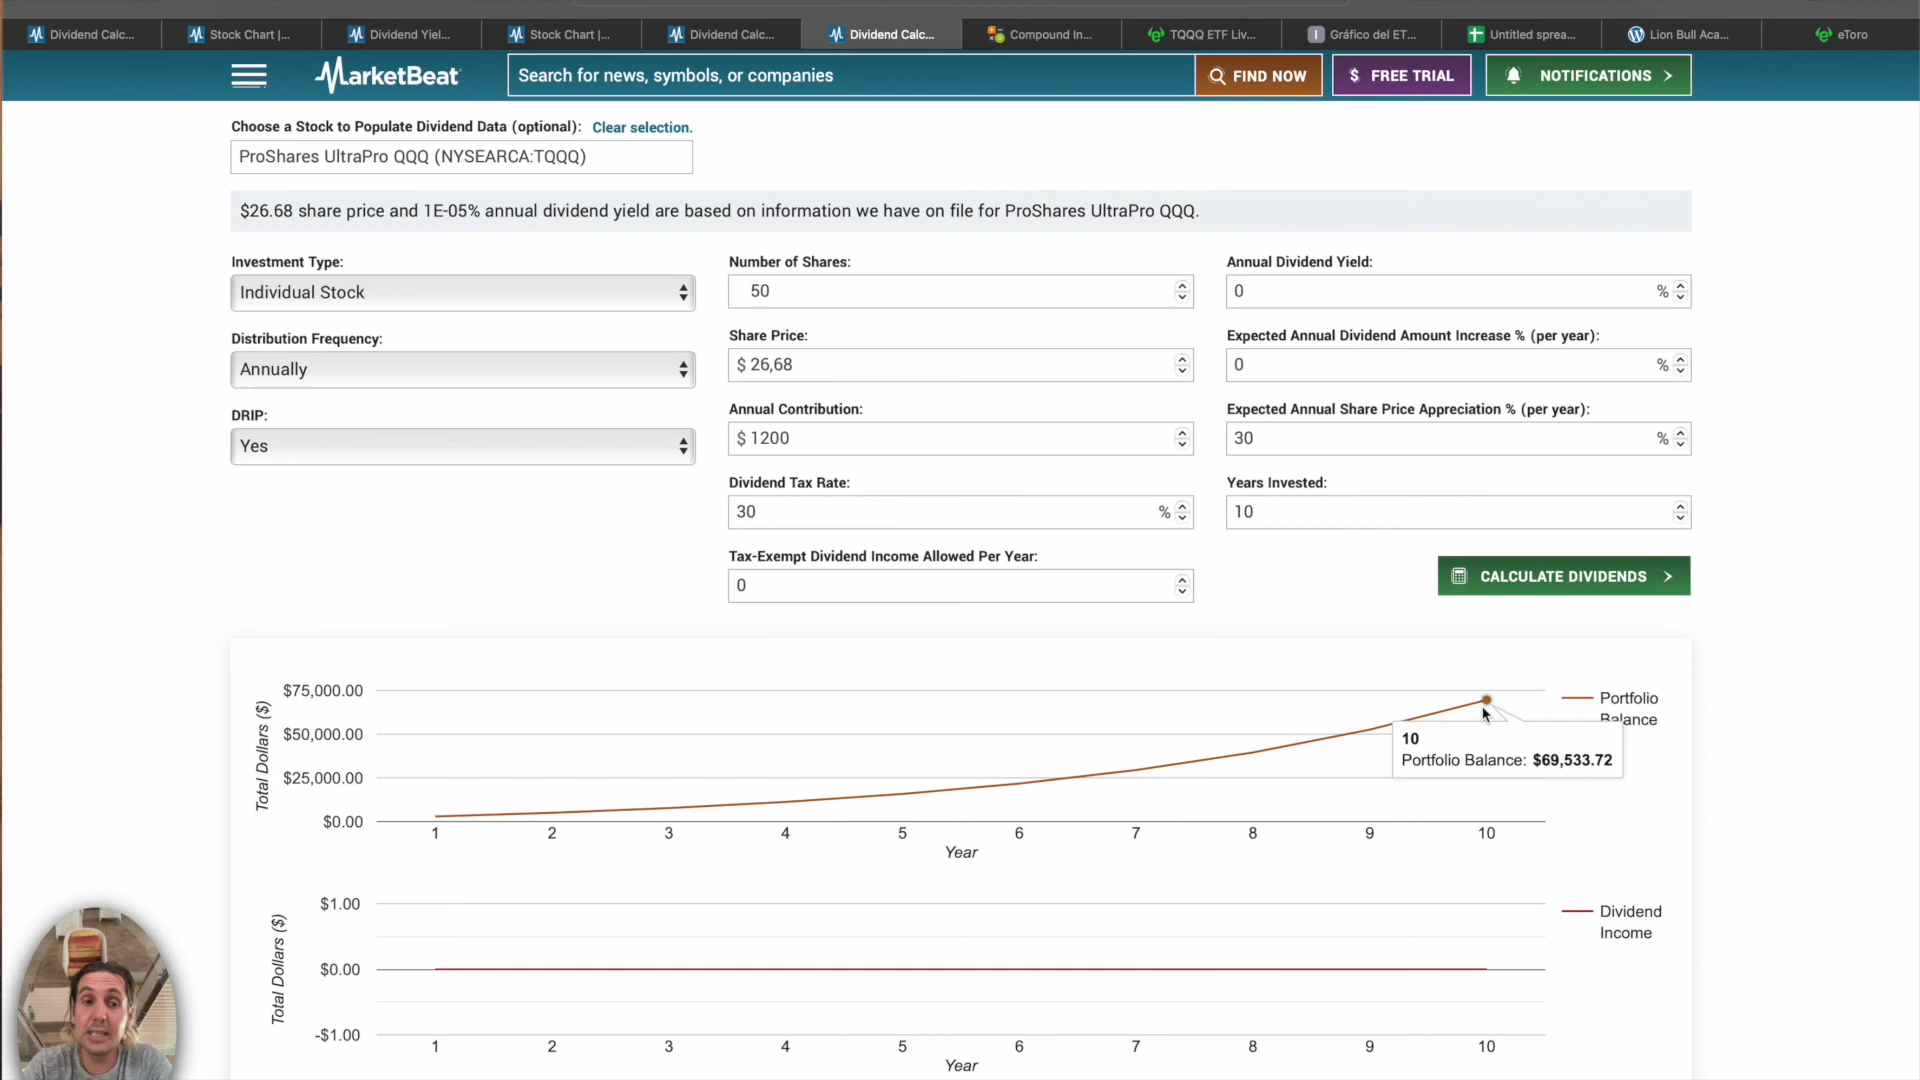 Dividend Calc...
Stock Chart |...
Dividend Yiel...
Stock Chart |...
Dividend Calc...
Dividend Calc...
Compound In...
TQQQ ETF Liv...
Gráfico del ET...
Untitled sprea...
Lion Bull Aca...
eToro
MarketBeat
Search for news, symbols, or companies
FIND NOW
$ FREE TRIAL
NOTIFICATIONS
Choose a Stock to Populate Dividend Data (optional): Clear selection.
ProShares UltraPro QQQ (NYSEARCA:TQQQ)
$26.68 share price and 1E-05% annual dividend yield are based on information we have on file for ProShares UltraPro QQQ.
Investment Type:
Individual Stock
Distribution Frequency:
Annually
DRIP:
Yes
Number of Shares:
50
Share Price:
$ 26,68
Annual Contribution:
$ 1200
Dividend Tax Rate:
30 %
Tax-Exempt Dividend Income Allowed Per Year:
0
Annual Dividend Yield:
0 %
Expected Annual Dividend Amount Increase % (per year):
0 %
Expected Annual Share Price Appreciation % (per year):
30 %
Years Invested:
10
CALCULATE DIVIDENDS
Total Dollars ($)
$75,000.00
$50,000.00
$25,000.00
$0.00
1 2 3 4 5 6 7 8 9 10
Year
Portfolio
Balance
10
Portfolio Balance: $69,533.72
Total Dollars ($)
$1.00
$0.00
-$1.00
1 2 3 4 5 6 7 8 9 10
Year
Dividend
Income